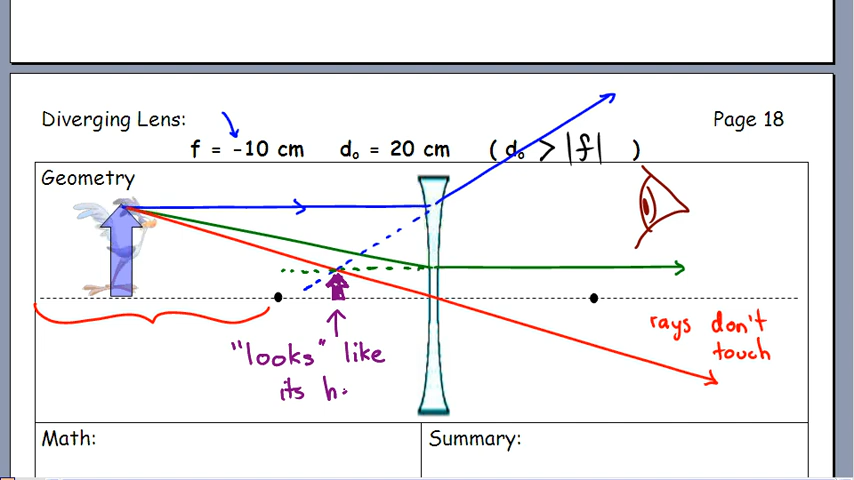 Diverging Lens:
Page 18
f = -10 cm dₒ = 20 cm ( dₒ > |f| )
Geometry
rays don't
touch
"looks" like
its h
Math:
Summary: